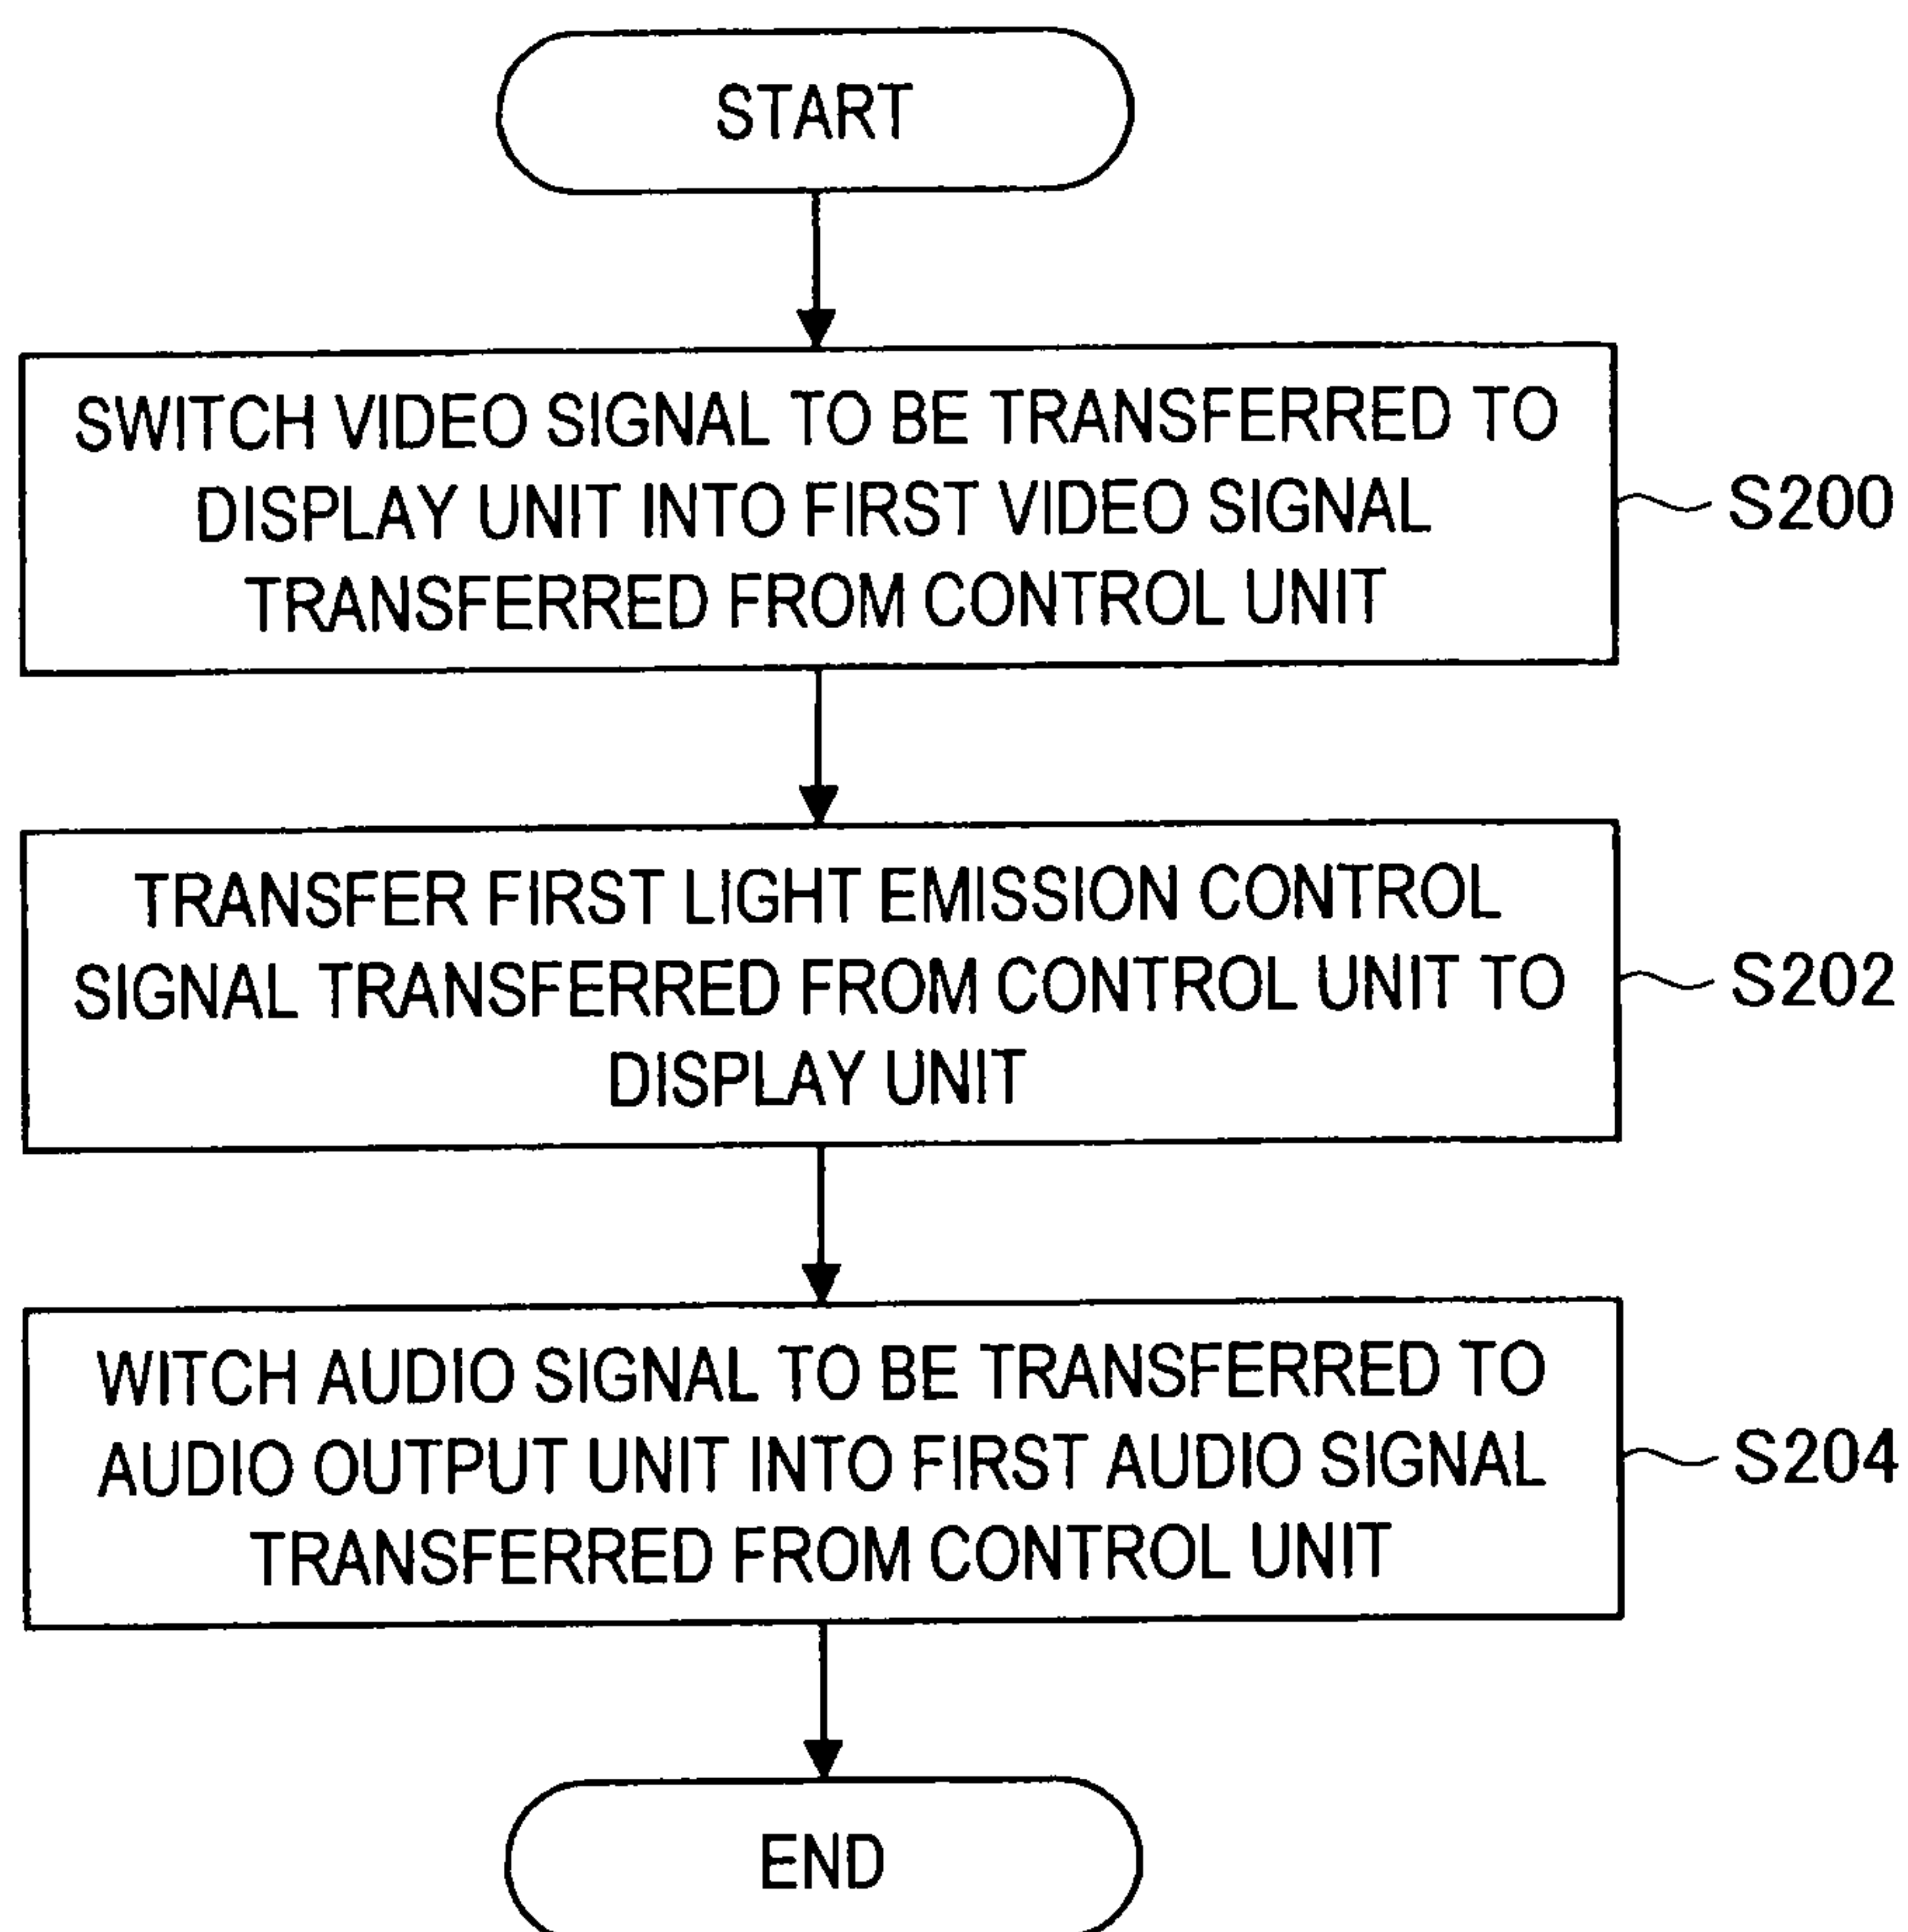 START
SWITCH VIDEO SIGNAL TO BE TRANSFERRED TO
DISPLAY UNIT INTO FIRST VIDEO SIGNAL
TRANSFERRED FROM CONTROL UNIT
S200
TRANSFER FIRST LIGHT EMISSION CONTROL
SIGNAL TRANSFERRED FROM CONTROL UNIT TO
DISPLAY UNIT
S202
WITCH AUDIO SIGNAL TO BE TRANSFERRED TO
AUDIO OUTPUT UNIT INTO FIRST AUDIO SIGNAL
TRANSFERRED FROM CONTROL UNIT
S204
END